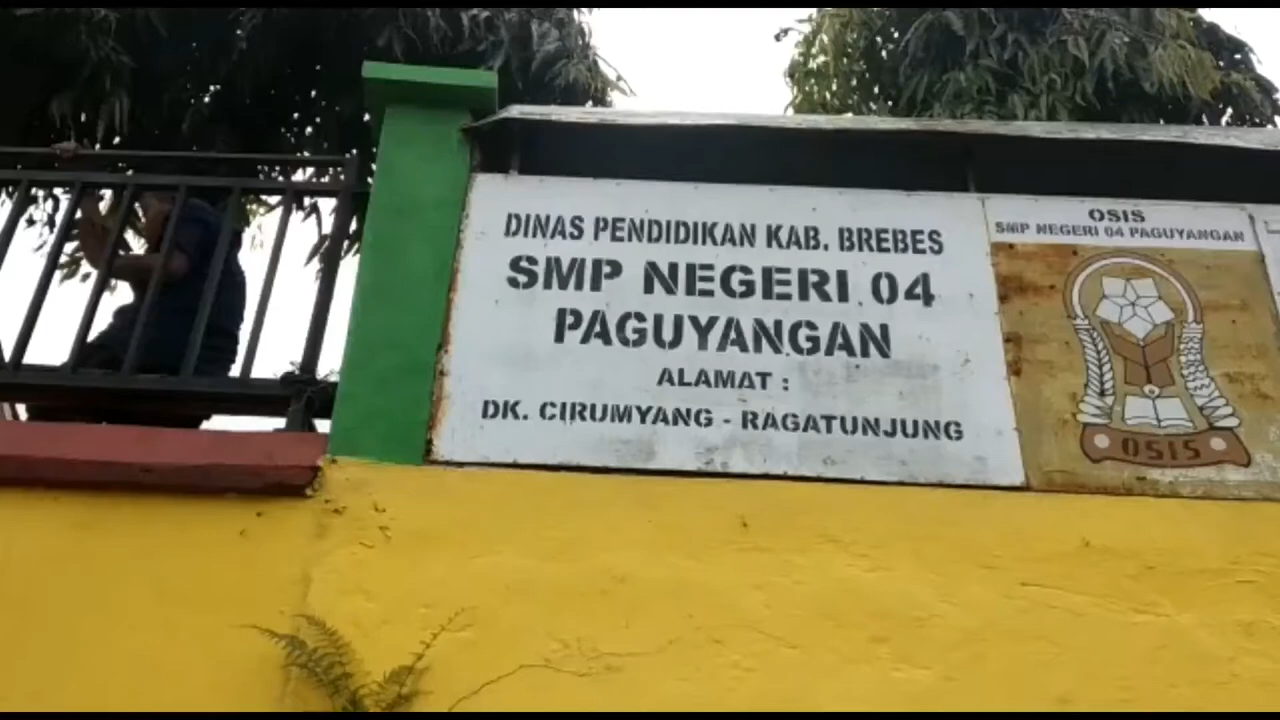 DINAS PENDIDIKAN KAB. BREBES
SMP NEGERI 04
PAGUYANGAN
ALAMAT :
DK. CIRUMYANG - RAGATUNJUNG
OSIS
SMP NEGERI 04 PAGUYANGAN
OSIS